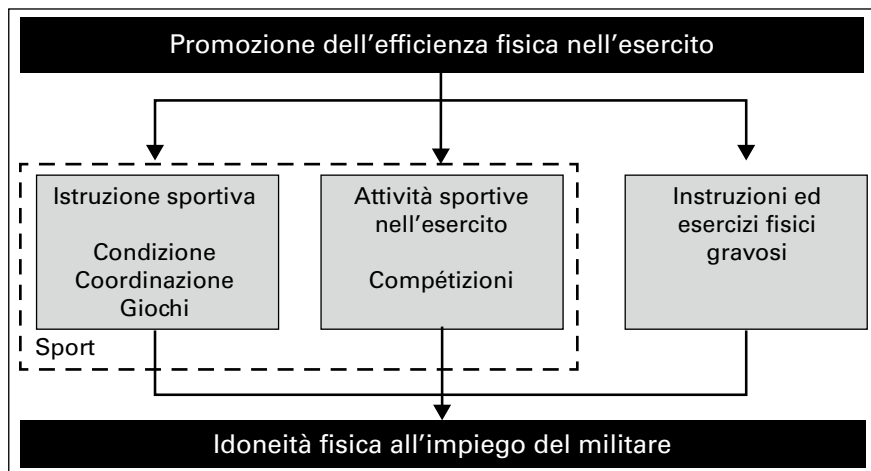 Promozione dell'efficienza fisica nell'esercito
Istruzione sportiva
Condizione
Coordinazione
Giochi
Attività sportive
nell'esercito
Compétizioni
Instruzioni ed
esercizi fisici
gravosi
Sport
Idoneità fisica all'impiego del militare